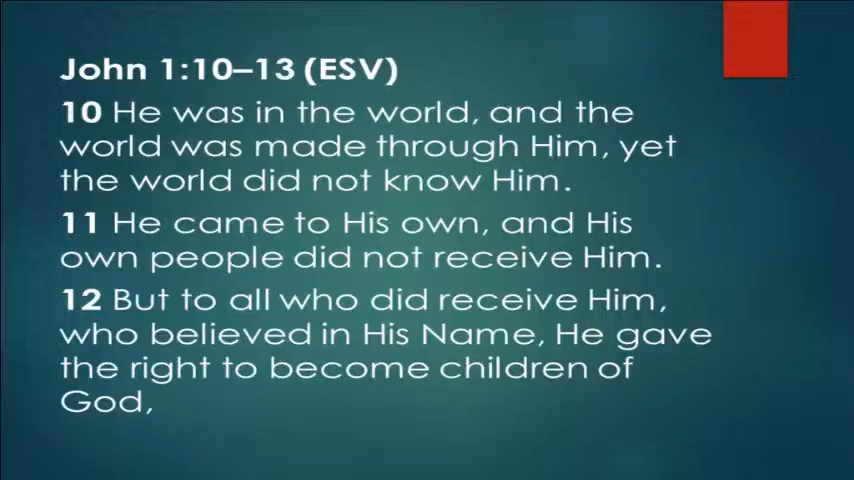 John 1:10–13 (ESV)
10 He was in the world, and the
world was made through Him, yet
the world did not know Him.
11 He came to His own, and His
own people did not receive Him.
12 But to all who did receive Him,
who believed in His Name, He gave
the right to become children of
God,